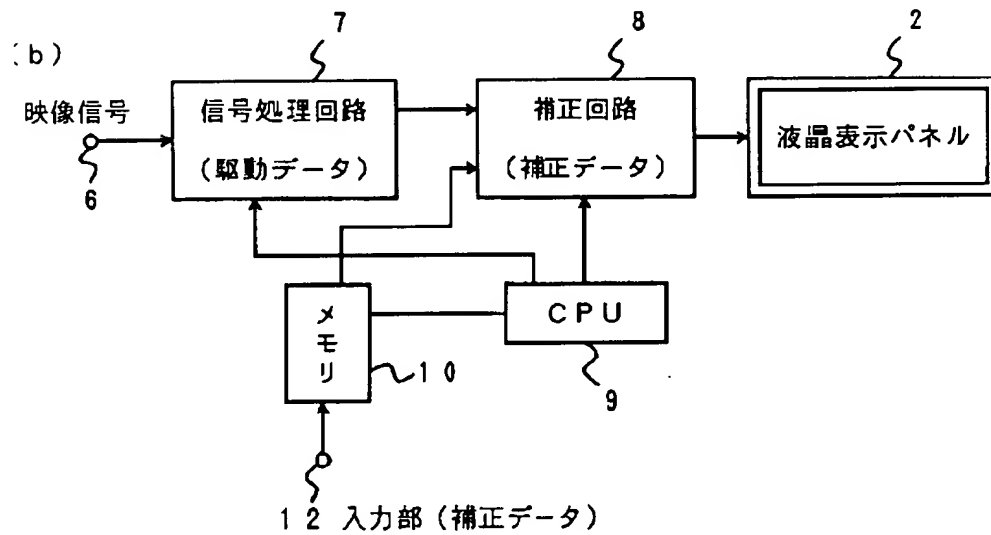 (b)
7
8
2
映像信号
6
信号処理回路
(駆動データ)
補正回路
(補正データ)
液晶表示パネル
メモリ
10
CPU
9
12 入力部(補正データ)